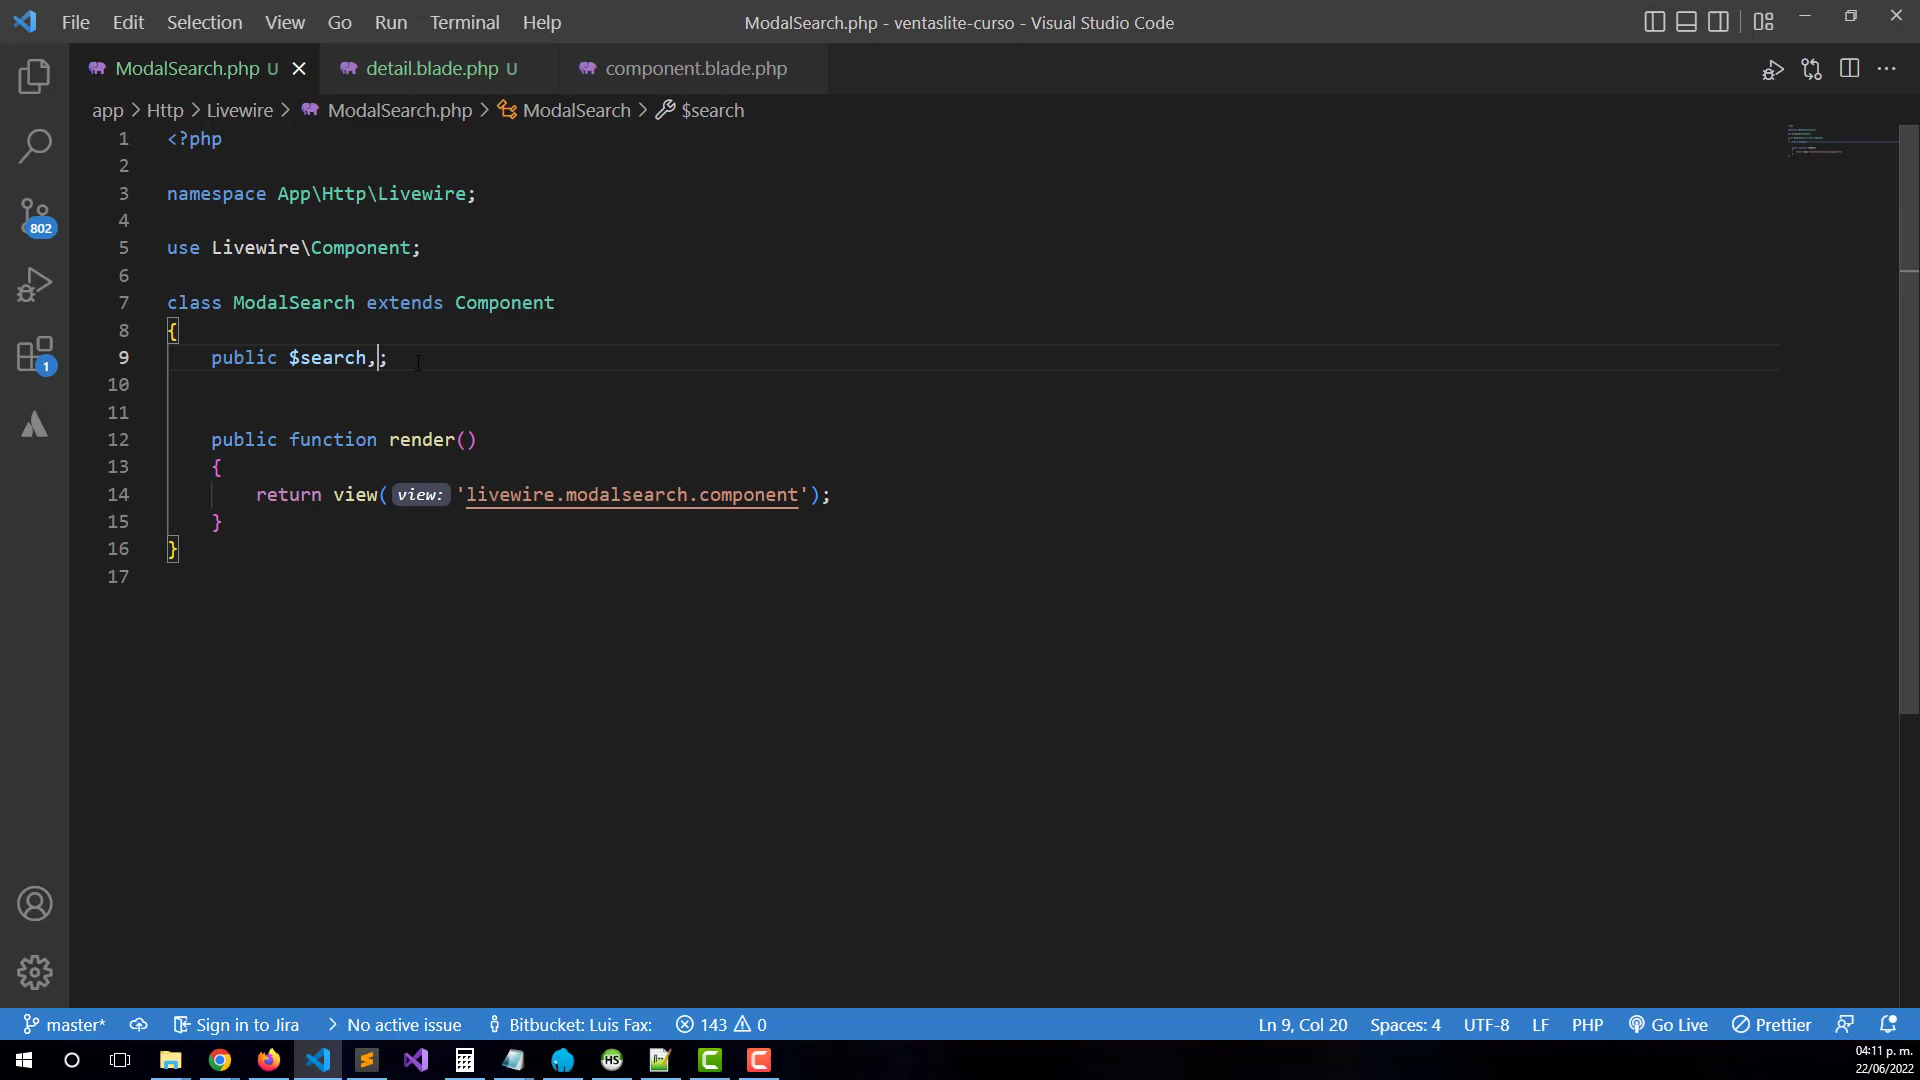 File Edit Selection View Go Run Terminal Help
ModalSearch.php - ventaslite-curso - Visual Studio Code
ModalSearch.php U
detail.blade.php U
component.blade.php
app > Http > Livewire > ModalSearch.php > ModalSearch > $search
1 <?php
2
3 namespace App\Http\Livewire;
4
5 use Livewire\Component;
6
7 class ModalSearch extends Component
8 {
9 public $search,;
10
11
12 public function render()
13 {
14 return view(view: 'livewire.modalsearch.component');
15 }
16 }
17
802
1
master* Sign in to Jira > No active issue Bitbucket: Luis Fax: 143 0 Ln 9, Col 20 Spaces: 4 UTF-8 LF PHP Go Live Prettier
HS
04:11 p. m.
22/06/2022